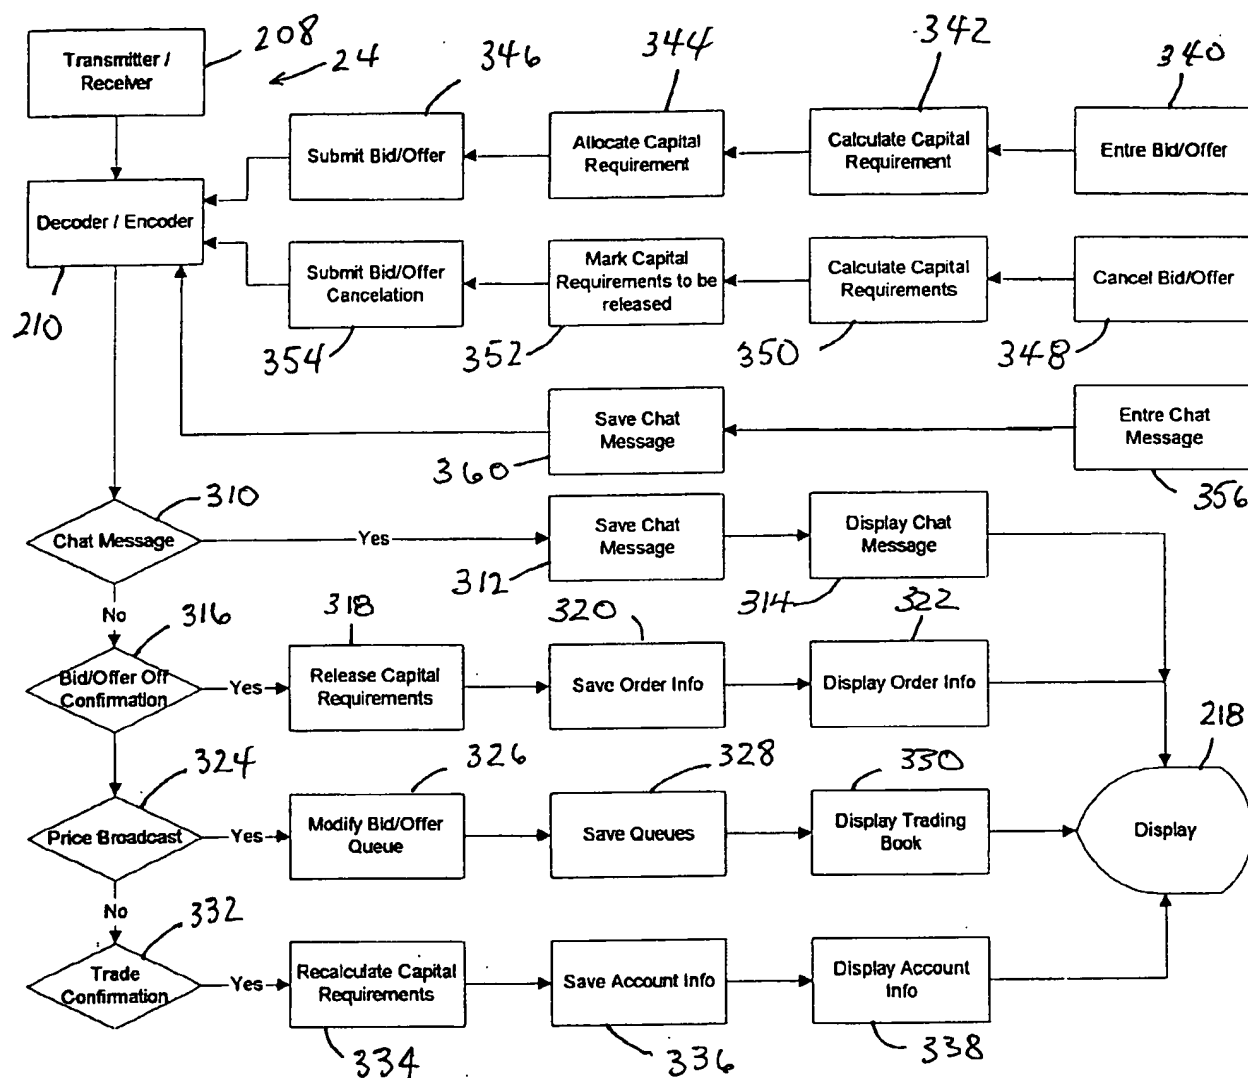 208
Transmitter /
Receiver
24
346
344
342
340
Submit Bid/Offer
Allocate Capital
Requirement
Calculate Capital
Requirement
Entre Bid/Offer
Decoder / Encoder
210
Submit Bid/Offer
Cancelation
Mark Capital
Requirements to be
released
Calculate Capital
Requirements
Cancel Bid/Offer
354
352
350
348
Save Chat
Message
Entre Chat
Message
360
356
310
Chat Message
Yes
Save Chat
Message
Display Chat
Message
312
314
No
316
318
320
322
Bid/Offer Off
Confirmation
Yes
Release Capital
Requirements
Save Order Info
Display Order Info
218
324
326
328
330
Price Broadcast
Yes
Modify Bid/Offer
Queue
Save Queues
Display Trading
Book
Display
No
332
Trade
Confirmation
Yes
Recalculate Capital
Requirements
Save Account Info
Display Account
Info
334
336
338